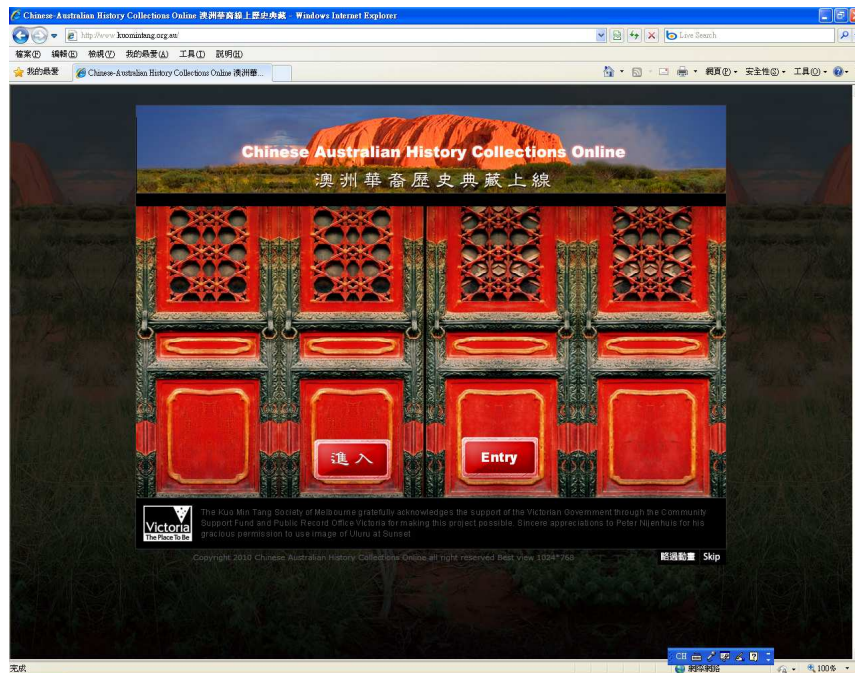 Chinese-Australian History Collections Online 澳洲華裔線上歷史典藏 - Windows Internet Explorer
http://www.kuomintang.org.au/
Live Search
檔案(F) 編輯(E) 檢視(V) 我的最愛(A) 工具(T) 說明(H)
我的最愛 Chinese-Australian History Collections Online 澳洲華...
網頁(P) 安全性(S) 工具(O)
Chinese Australian History Collections Online
澳洲華裔歷史典藏上線
進入 Entry
Victoria
The Place To Be
The Kuo Min Tang Society of Melbourne gratefully acknowledges the support of the Victorian Government through the Community
Support Fund and Public Record Office Victoria for making this project possible. Sincere appreciations to Peter Nijenhuis for his
gracious permission to use image of Uluru at Sunset
Copyright 2010 Chinese Australian History Collections Online all right reserved Best view 1024*768
略過動畫 Skip
CH
完成 網際網路 100%